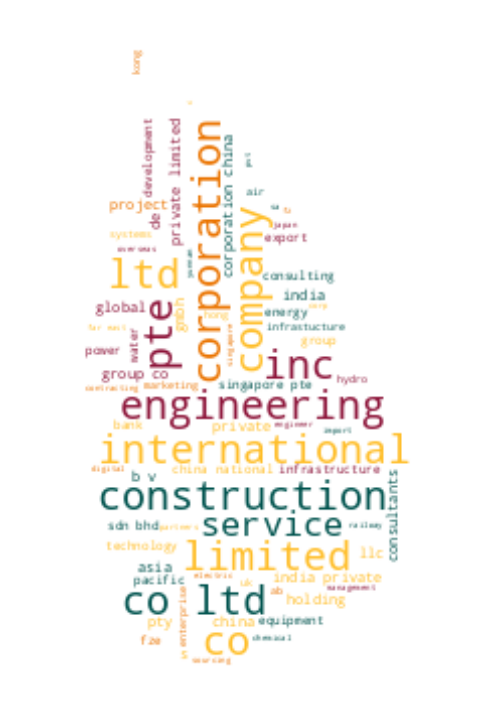 kong
development
private limited
corporation
corporation china
air
project
de
company
sa
japan
systems
export
overseas
ltd
pte
gmbh
consulting
global
india
hong
energy
infrastucture
far east
water
singapore
group
power
inc
group co
hydro
contracting
marketing
singapore pte
engineering
bank
private
engineer
import
international
digital
china national
infrastructure
b v
construction
consultants
sdn bhd
partners
service
railway
technology
limited
llc
asia
pacific
electric
india private
uk
management
co ltd
enterprise
ab
holding
pty
china
equipment
fze
co
chemical
sourcing